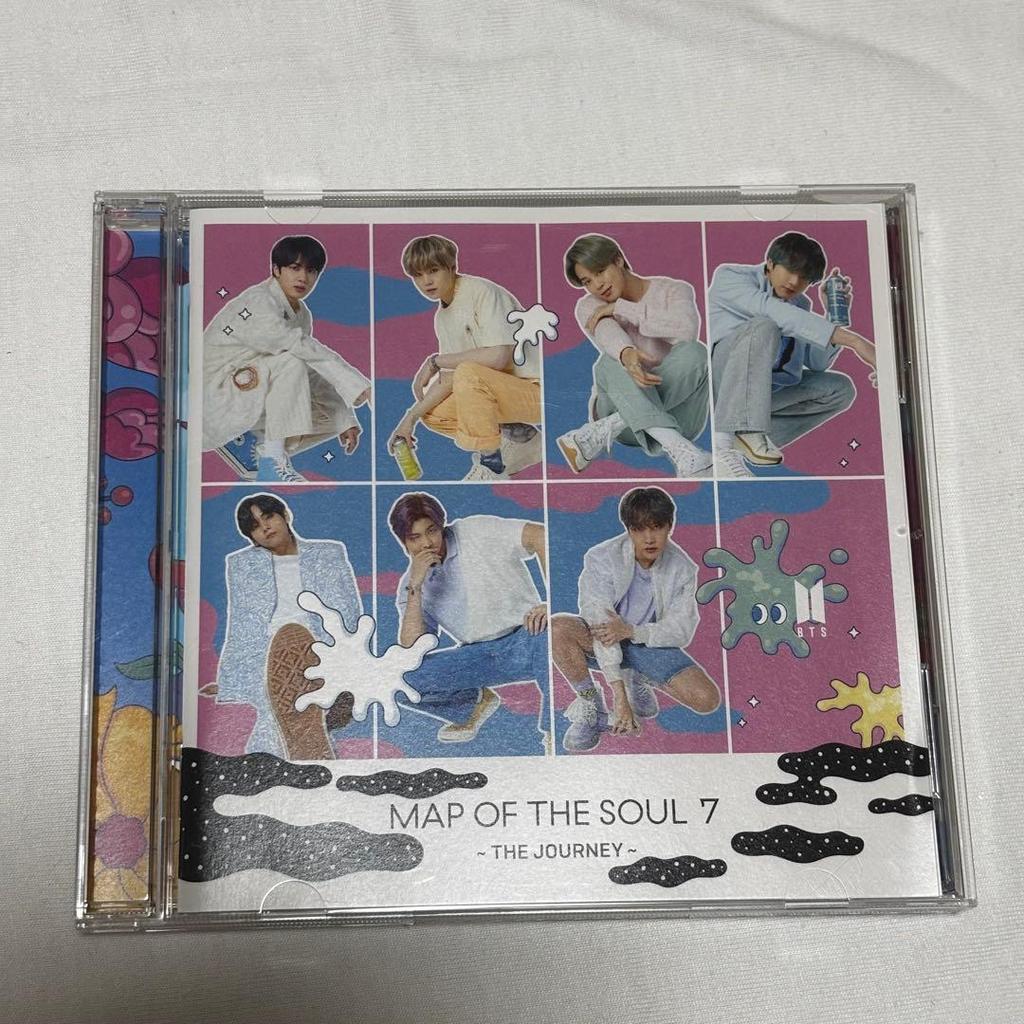 BTS
MAP OF THE SOUL 7
~ THE JOURNEY ~